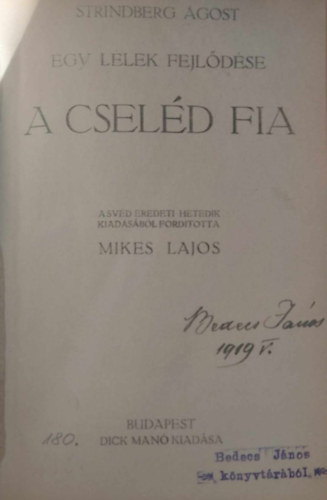 STRINDBERG ÁGOST
EGY LÉLEK FEJLŐDÉSE
A CSELÉD FIA
A SVÉD EREDETI HETEDIK
KIADÁSÁBÓL FORDÍTOTTA
MIKES LAJOS
János
1919 V.
BUDAPEST
180. DICK MANÓ KIADÁSA
Bedecs János
könyvtárából,